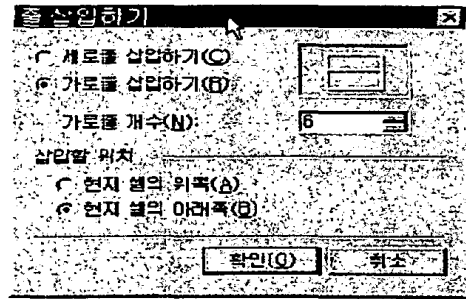 줄 삽입하기
세로줄 삽입하기(C)
가로줄 삽입하기(R)
가로줄 개수(N):
6
삽입할 위치
현재 셀의 위쪽(A)
현재 셀의 아래쪽(B)
확인(O)
취소